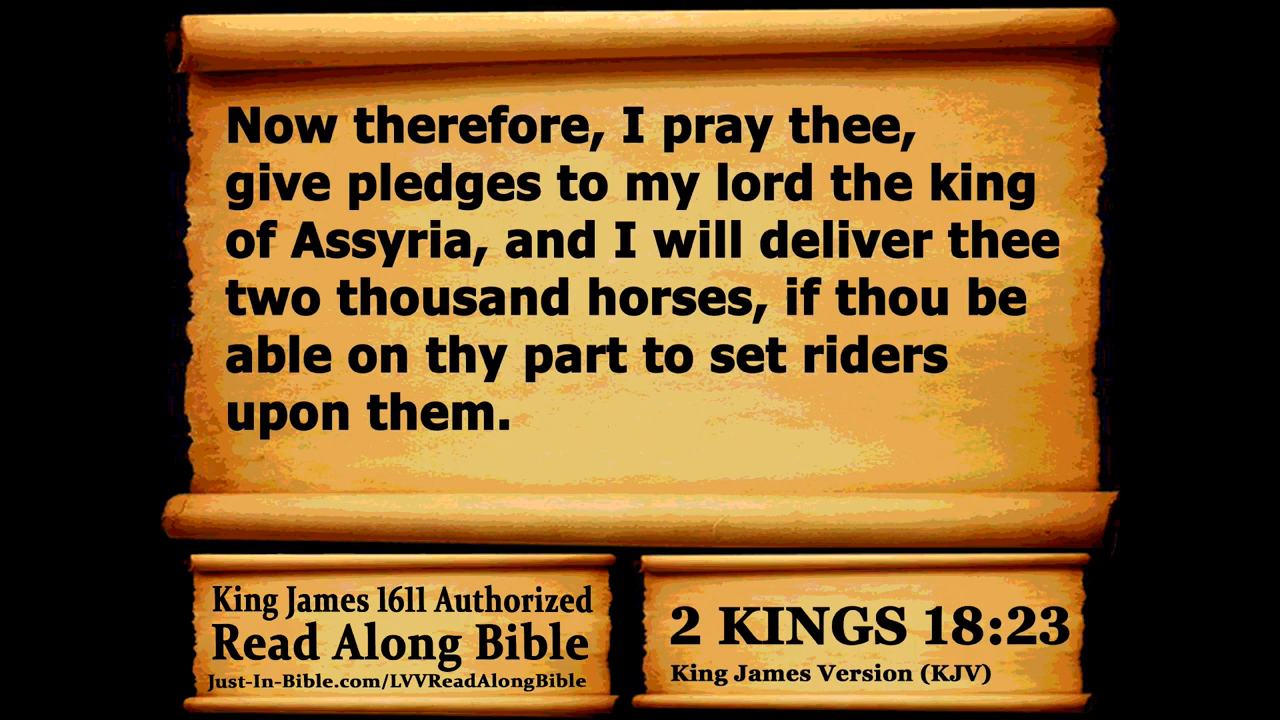 Now therefore, I pray thee,
give pledges to my lord the king
of Assyria, and I will deliver thee
two thousand horses, if thou be
able on thy part to set riders
upon them.
King James 1611 Authorized
Read Along Bible
Just-In-Bible.com/LVVReadAlongBible
2 KINGS 18:23
King James Version (KJV)